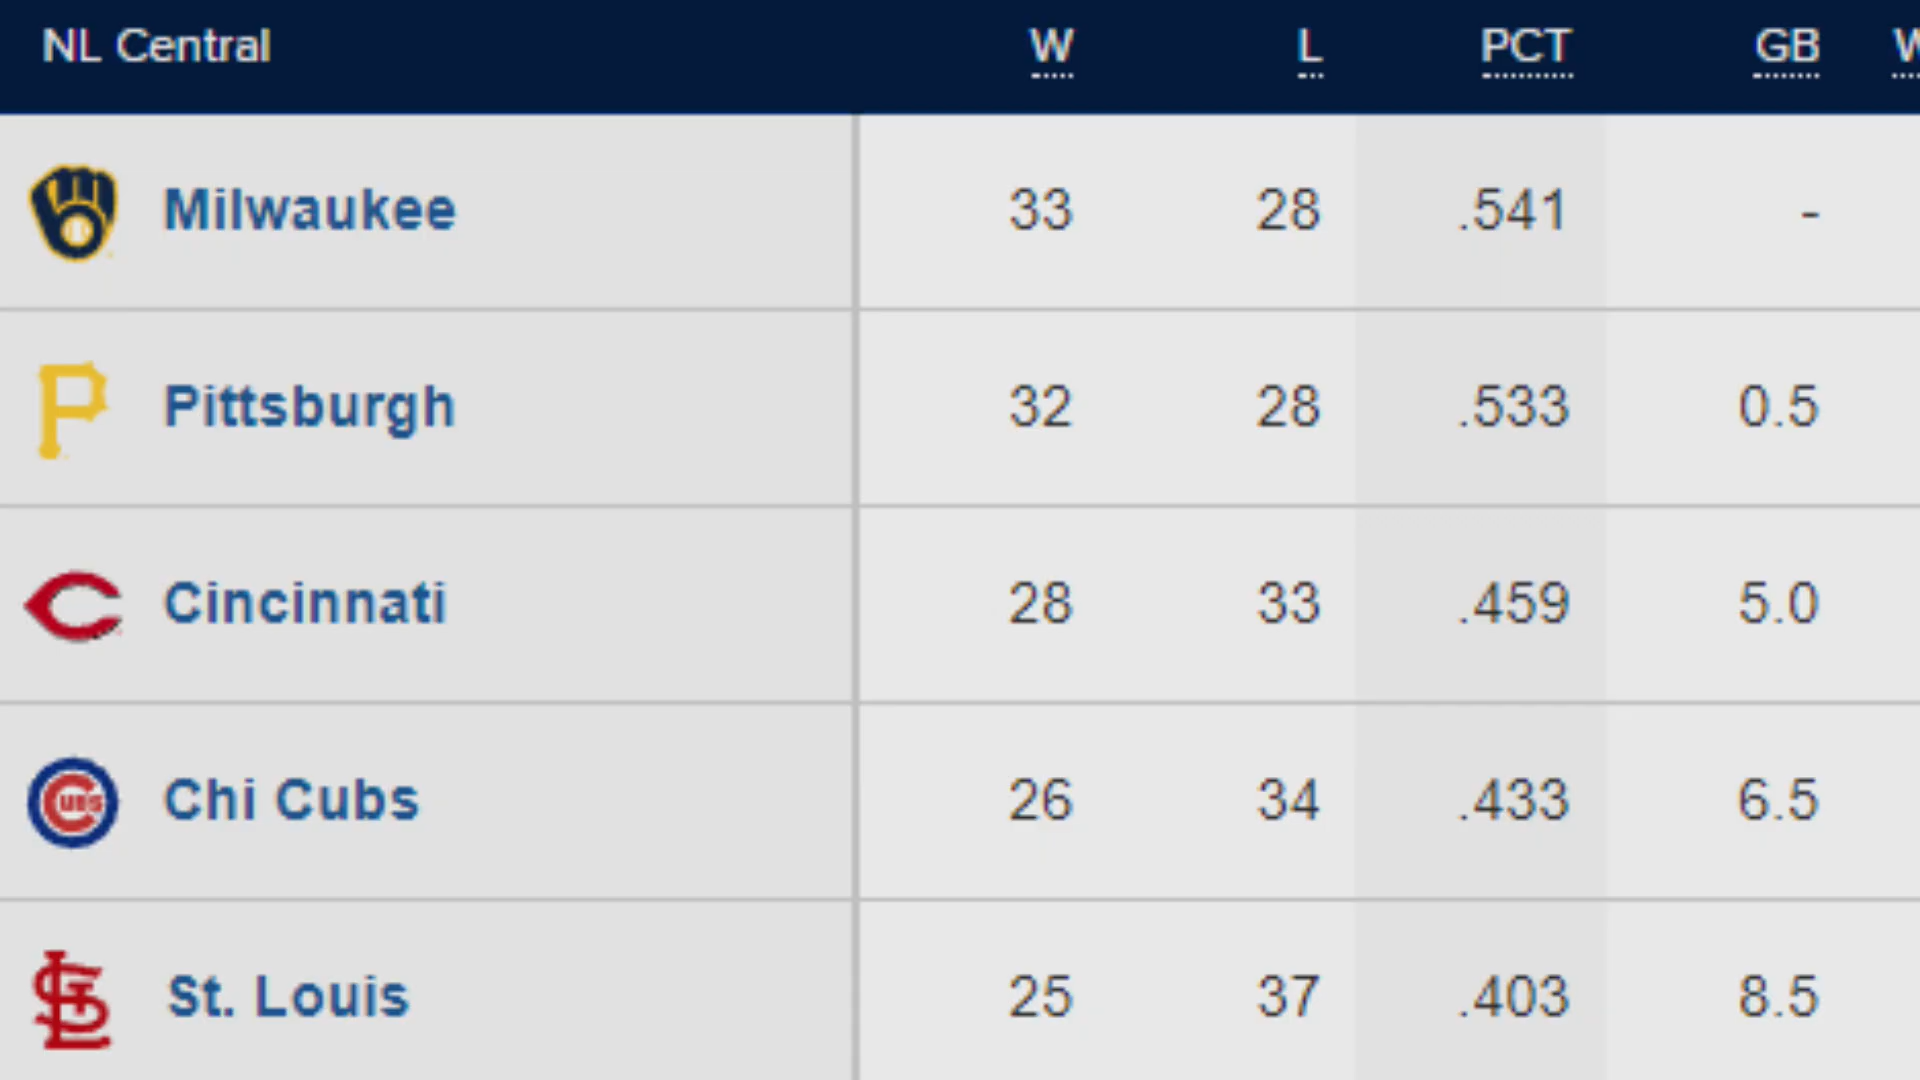 NL Central W L PCT GB W
Milwaukee 33 28 .541 -
Pittsburgh 32 28 .533 0.5
Cincinnati 28 33 .459 5.0
Chi Cubs 26 34 .433 6.5
St. Louis 25 37 .403 8.5